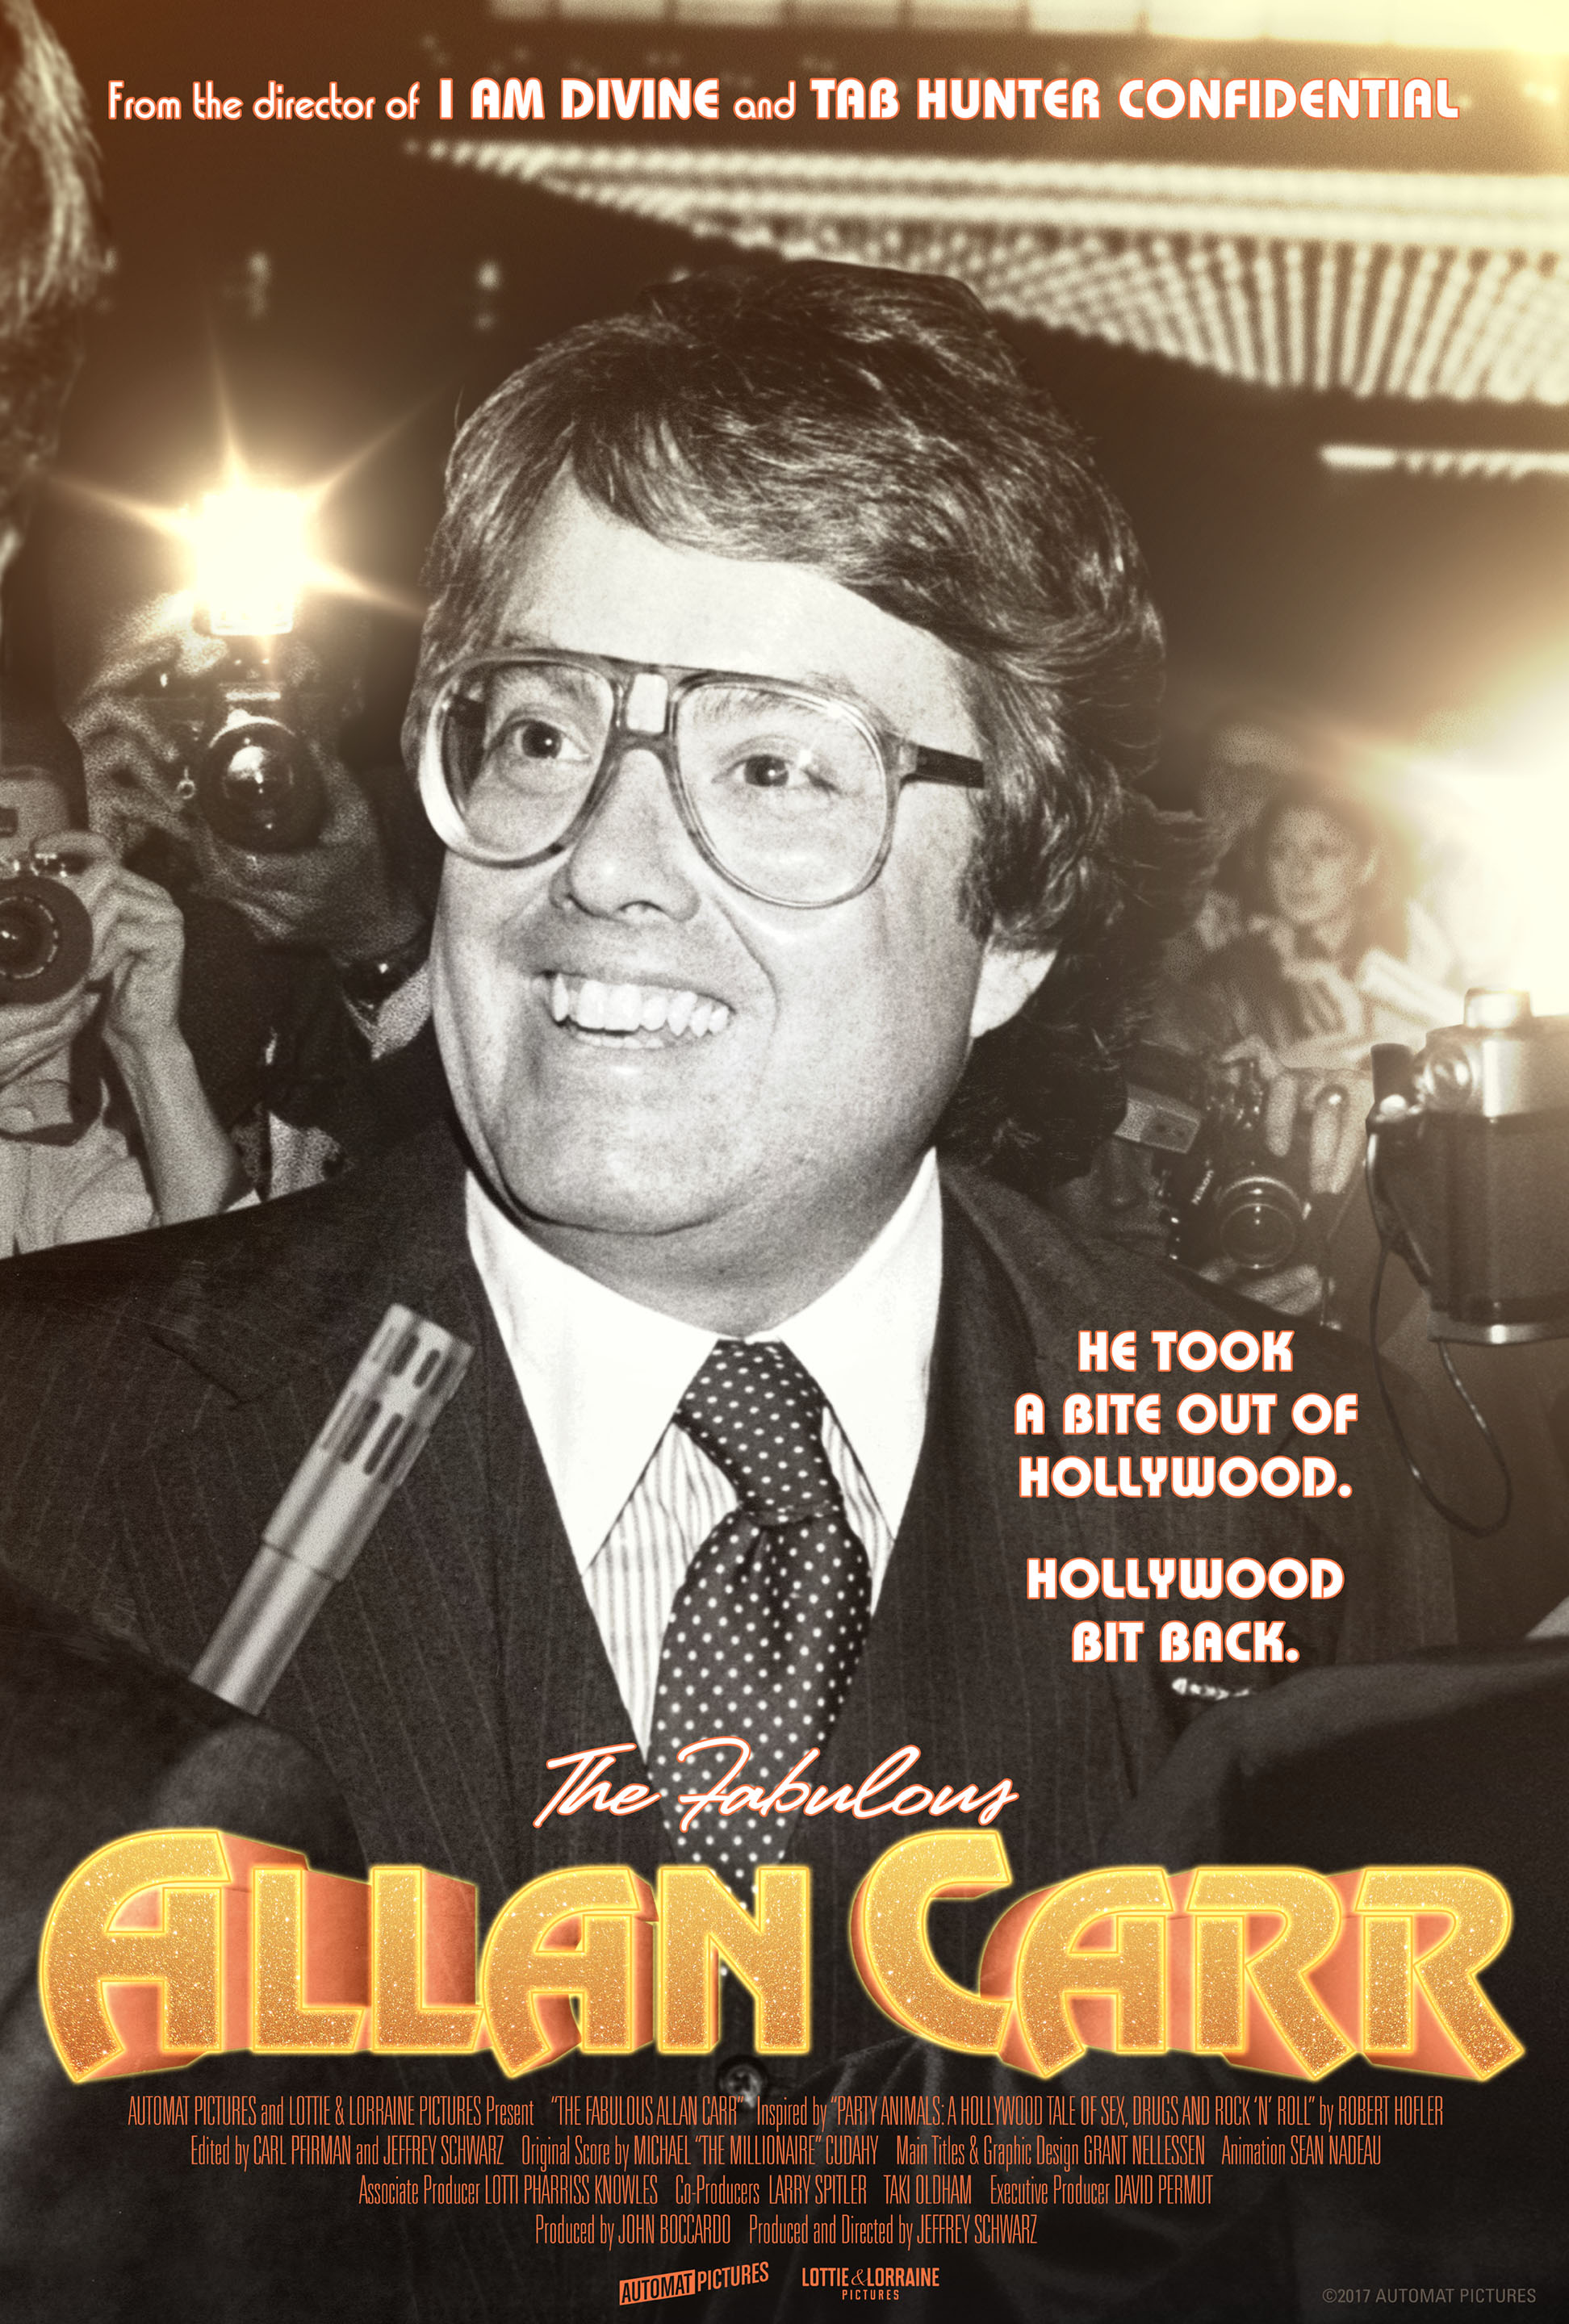 From the director of I AM DIVINE and TAB HUNTER CONFIDENTIAL
HE TOOK
A BITE OUT OF
HOLLYWOOD.
HOLLYWOOD
BIT BACK.
The Fabulous
ALLAN CARR
AUTOMAT PICTURES and LOTTIE & LORRAINE PICTURES Present "THE FABULOUS ALLAN CARR" Inspired by "PARTY ANIMALS: A HOLLYWOOD TALE OF SEX, DRUGS AND ROCK 'N' ROLL" by ROBERT HOFLER
Edited by CARL PFIRMAN and JEFFREY SCHWARZ Original Score by MICHAEL "THE MILLIONAIRE" CUDAHY Main Titles & Graphic Design GRANT NELLESSEN Animation SEAN NADEAU
Associate Producer LOTTI PHARRISS KNOWLES Co-Producers LARRY SPITLER TAKI OLDHAM Executive Producer DAVID PERMUT
Produced by JOHN BOCCARDO Produced and Directed by JEFFREY SCHWARZ
AUTOMAT PICTURES
LOTTIE & LORRAINE
PICTURES
©2017 AUTOMAT PICTURES
Nikon